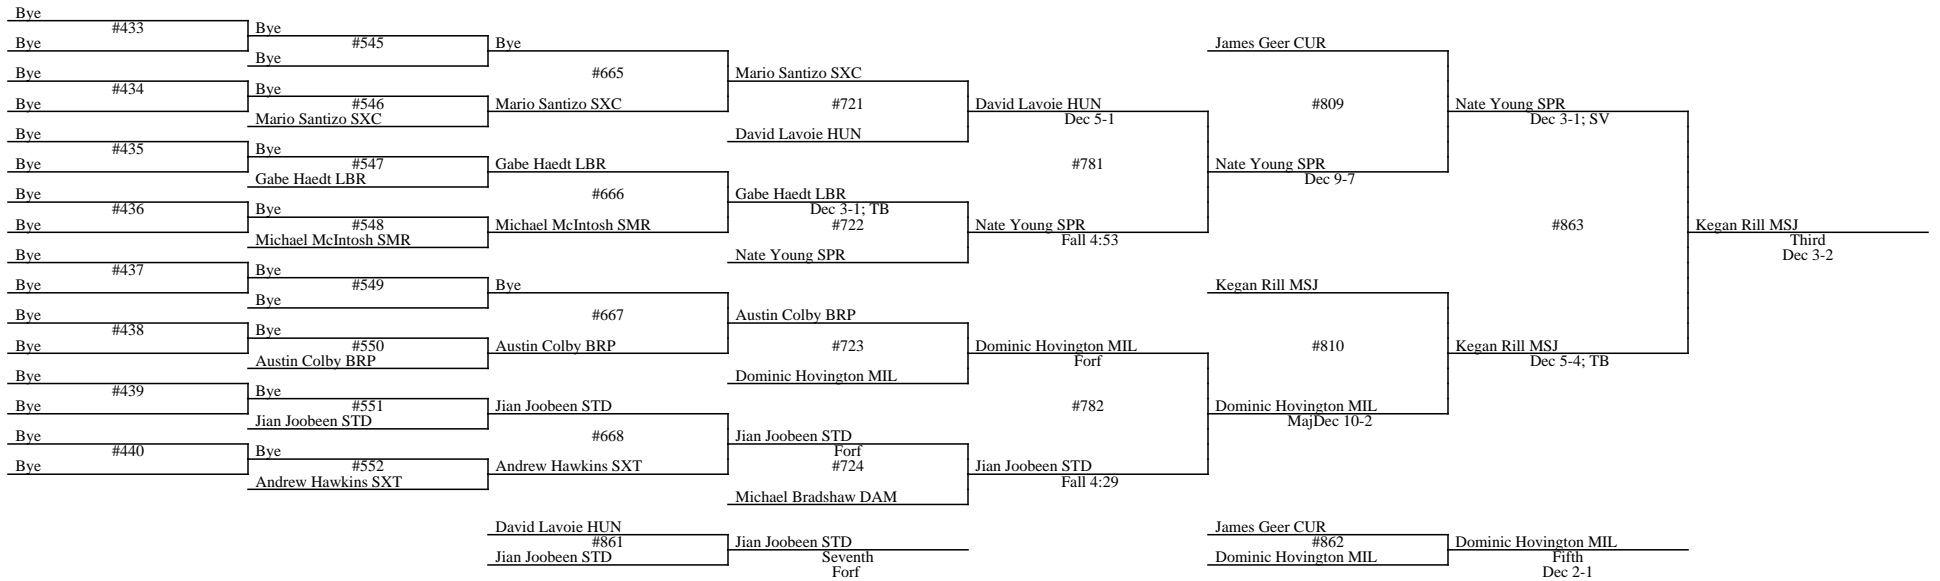 Bye
#433
Bye
Bye
#434
Bye
Bye
#435
Bye
Bye
#436
Bye
Bye
#437
Bye
Bye
#438
Bye
Bye
#439
Bye
Bye
#440
Bye
Bye
#545
Bye
Bye
#546
Mario Santizo SXC
Bye
#547
Gabe Haedt LBR
Bye
#548
Michael McIntosh SMR
Bye
#549
Bye
Bye
#550
Austin Colby BRP
Bye
#551
Jian Joobeen STD
Bye
#552
Andrew Hawkins SXT
Bye
#665
Mario Santizo SXC
Gabe Haedt LBR
#666
Michael McIntosh SMR
Bye
#667
Austin Colby BRP
Jian Joobeen STD
#668
Andrew Hawkins SXT
Mario Santizo SXC
#721
David Lavoie HUN
Gabe Haedt LBR
Dec 3-1; TB
#722
Nate Young SPR
Austin Colby BRP
#723
Dominic Hovington MIL
Jian Joobeen STD
Forf
#724
Michael Bradshaw DAM
David Lavoie HUN
Dec 5-1
#781
Nate Young SPR
Fall 4:53
Dominic Hovington MIL
Forf
#782
Jian Joobeen STD
Fall 4:29
James Geer CUR
#809
Nate Young SPR
Dec 9-7
Kegan Rill MSJ
#810
Dominic Hovington MIL
MajDec 10-2
Nate Young SPR
Dec 3-1; SV
#863
Kegan Rill MSJ
Dec 5-4; TB
Kegan Rill MSJ
Third
Dec 3-2
David Lavoie HUN
#861
Jian Joobeen STD
Jian Joobeen STD
Seventh
Forf
James Geer CUR
#862
Dominic Hovington MIL
Dominic Hovington MIL
Fifth
Dec 2-1